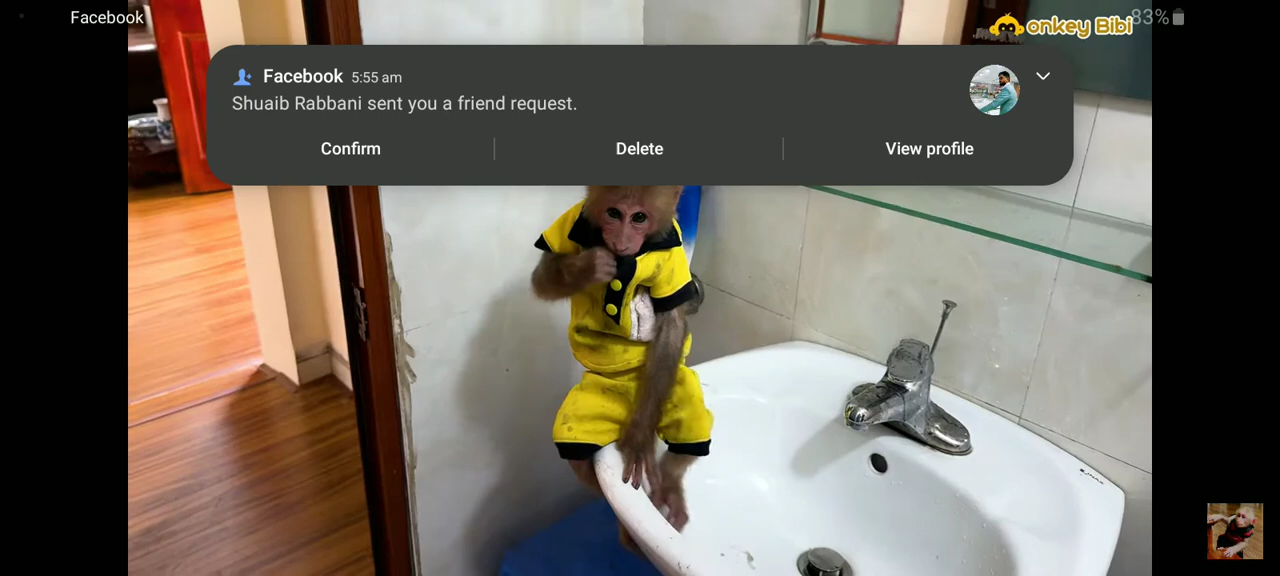 Facebook
onkey Bibi
83%
Facebook 5:55 am
Shuaib Rabbani sent you a friend request.
Confirm
Delete
View profile